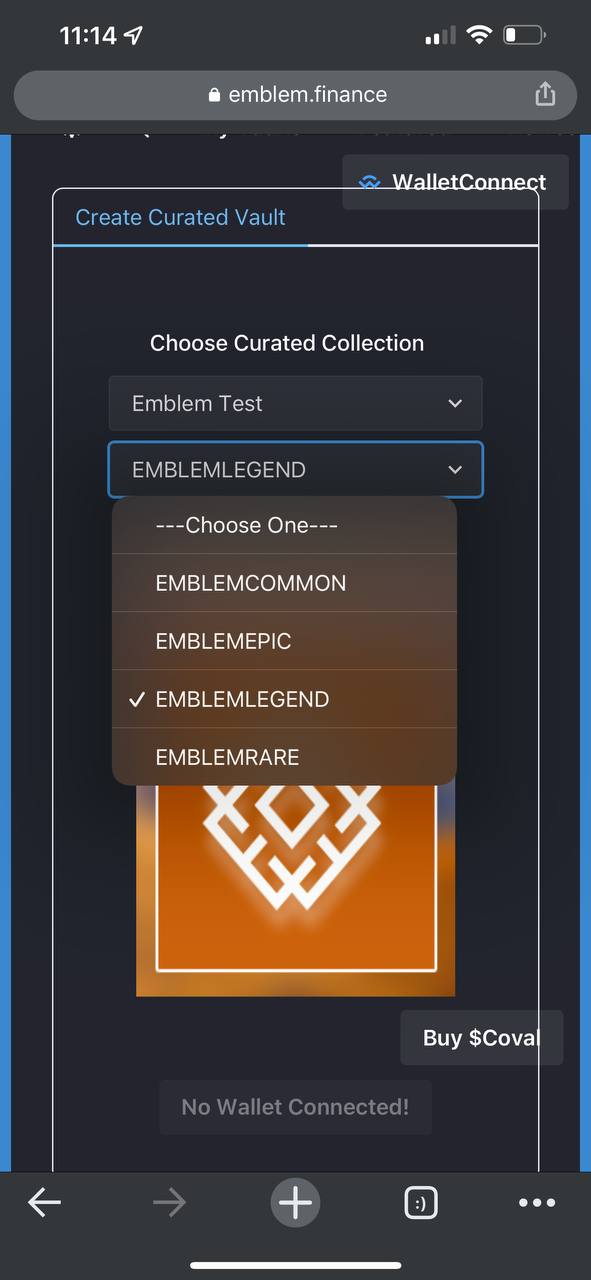 11:14
emblem.finance
WalletConnect
Create Curated Vault
Choose Curated Collection
Emblem Test
EMBLEMLEGEND
---Choose One---
EMBLEMCOMMON
EMBLEMEPIC
EMBLEMLEGEND
EMBLEMRARE
Buy $Coval
No Wallet Connected!
:)